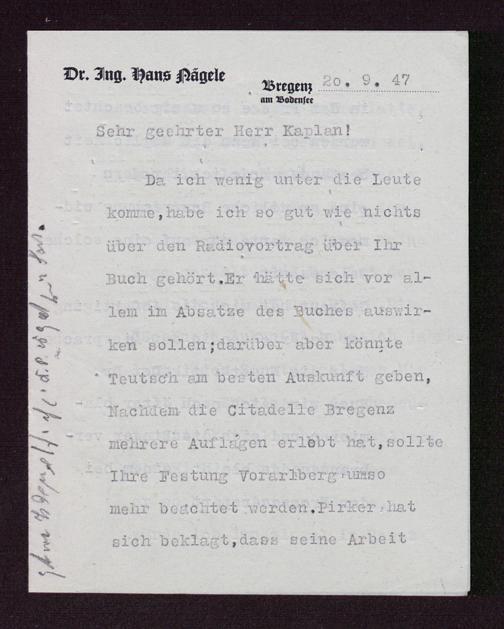 Dr. Ing. Hans Nägele
Bregenz 20. 9. 47
am Bodensee
Sehr geehrter Herr Kaplan!
Da ich wenig unter die Leute
komme,habe ich so gut wie nichts
über den Radiovortrag über Ihr
Buch gehört.Er hätte sich vor al-
lem im Absatze des Buches auswir-
ken sollen;darüber aber könnte
Teutsch am besten Auskunft geben,
Nachdem die Citadelle Bregenz
mehrere Auflagen erlebt hat,sollte
Ihre Festung Vorarlberg umso
mehr beachtet werden.Pirker hat
sich beklagt,dass seine Arbeit